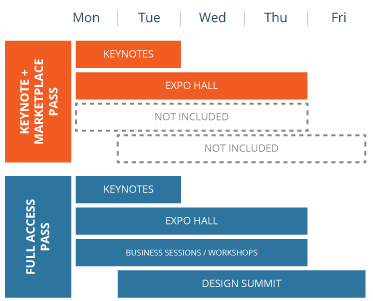 Mon Tue Wed Thu Fri
KEYNOTE +
MARKETPLACE
PASS
KEYNOTES
EXPO HALL
NOT INCLUDED
NOT INCLUDED
FULL ACCESS
PASS
KEYNOTES
EXPO HALL
BUSINESS SESSIONS / WORKSHOPS
DESIGN SUMMIT